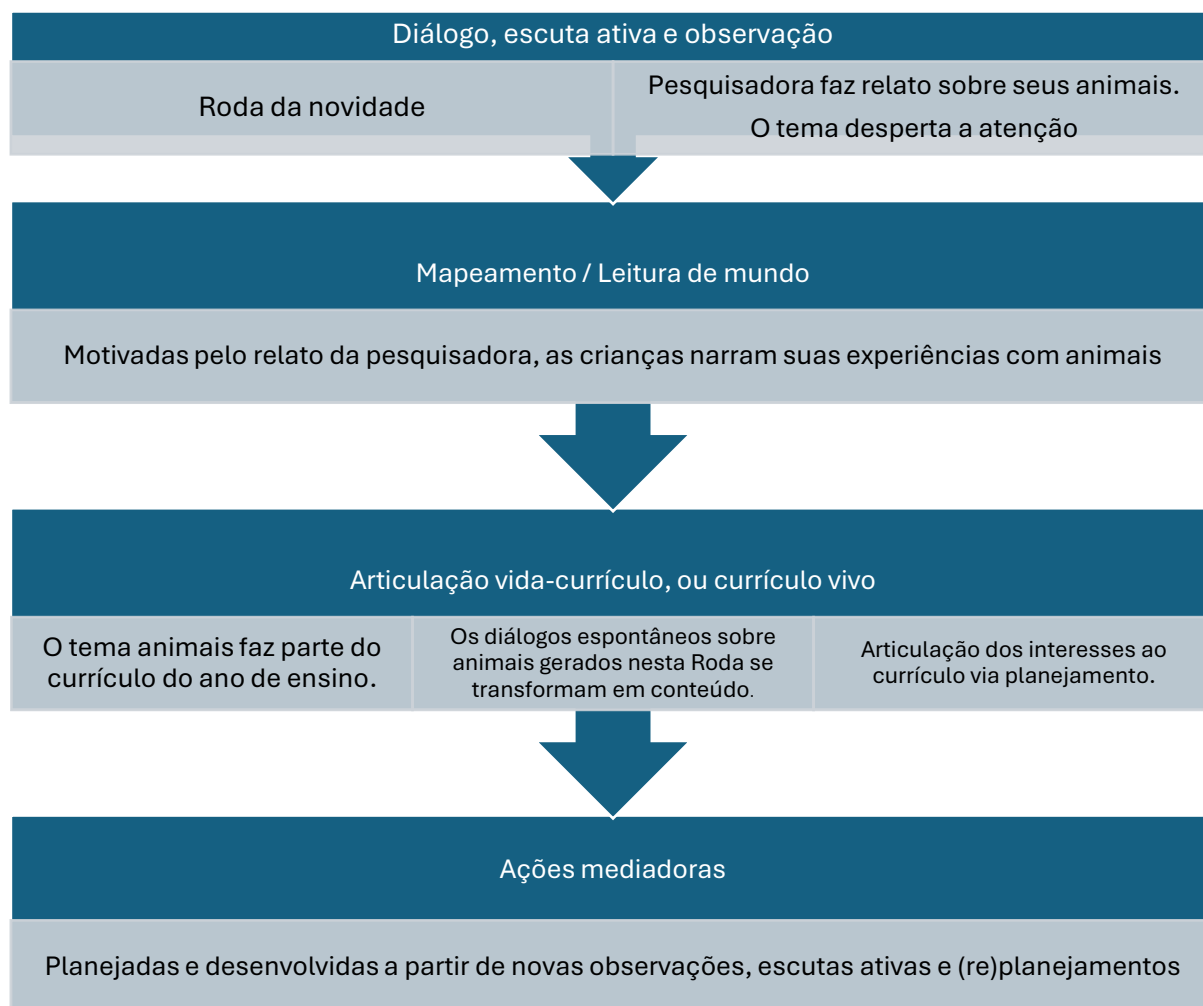 Diálogo, escuta ativa e observação
Roda da novidade
Pesquisadora faz relato sobre seus animais.
O tema desperta a atenção
Mapeamento / Leitura de mundo
Motivadas pelo relato da pesquisadora, as crianças narram suas experiências com animais
Articulação vida-currículo, ou currículo vivo
O tema animais faz parte do
currículo do ano de ensino.
Os diálogos espontâneos sobre
animais gerados nesta Roda se
transformam em conteúdo.
Articulação dos interesses ao
currículo via planejamento.
Ações mediadoras
Planejadas e desenvolvidas a partir de novas observações, escutas ativas e (re)planejamentos